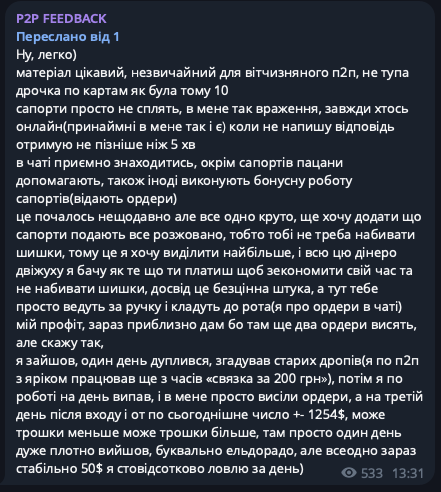 P2P FEEDBACK
Переслано від 1
Ну, легко)
матеріал цікавий, незвичайний для вітчизняного п2п, не тупа
дрочка по картам як була тому 10
сапорти просто не сплять, в мене так враження, завжди хтось
онлайн(принаймні в мене так і є) коли не напишу відповідь
отримую не пізніше ніж 5 хв
в чаті приємно знаходитись, окрім сапортів пацани
допомагають, також іноді виконують бонусну роботу
сапортів(відають ордери)
це почалось нещодавно але все одно круто, ще хочу додати що
сапорти подають все розжовано, тобто тобі не треба набивати
шишки, тому це я хочу виділити найбільше, і всю цю дінеро
двіжуху я бачу як те що ти платиш щоб зекономити свій час та
не набивати шишки, досвід це безцінна штука, а тут тебе
просто ведуть за ручку і кладуть до рота(я про ордери в чаті)
мій профіт, зараз приблизно дам бо там ще два ордери висять,
але скажу так,
я зайшов, один день дуплився, згадував старих дропів(я по п2п
з яріком працював ще з часів «связка за 200 грн»), потім я по
роботі на день випав, і в мене просто висіли ордери, а на третій
день після входу і от по сьогоднішне число +- 1254$, може
трошки меньше може трошки більше, там просто один день
дуже плотно вийшов, буквально ельдорадо, але всеодно зараз
стабільно 50$ я стовідсотково ловлю за день)
533 13:31